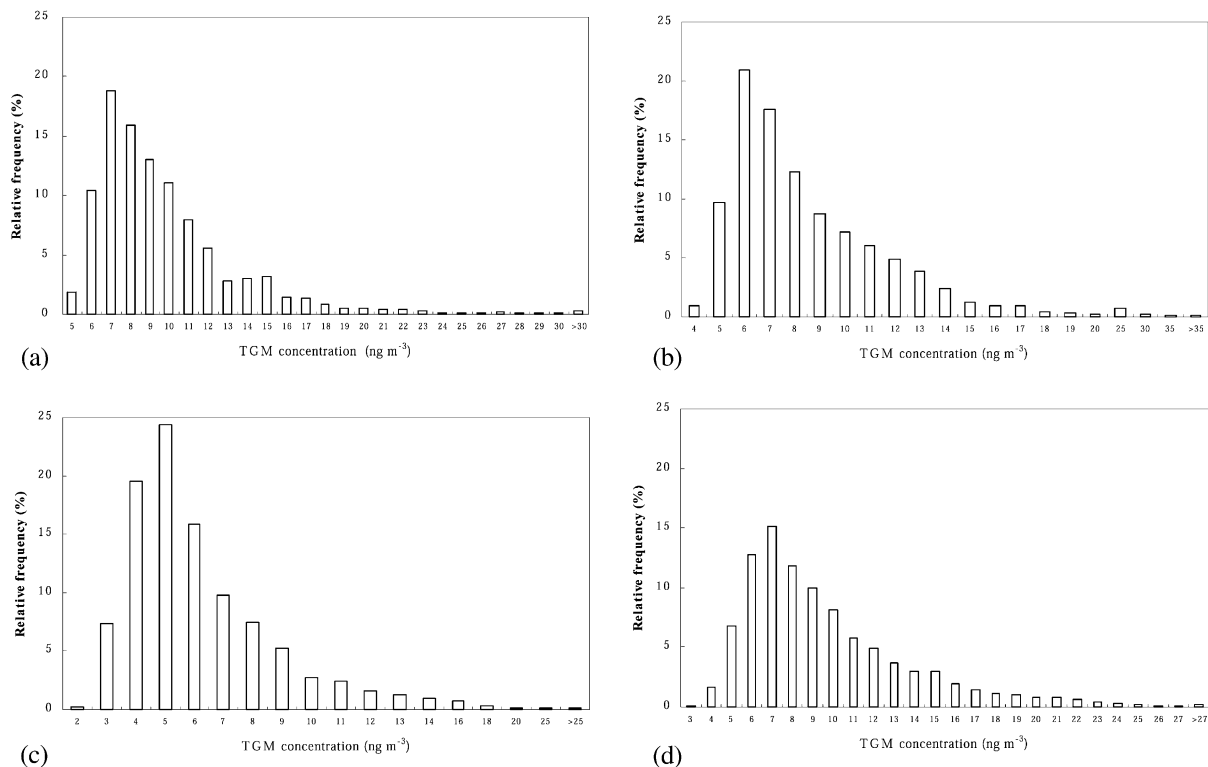 25
20
15
10
5
0
Relative frequency (%)
5 6 7 8 9 10 11 12 13 14 15 16 17 18 19 20 21 22 23 24 25 26 27 28 29 30 >30
TGM concentration (ng m-3)
(a)
25
20
15
10
5
0
Relative frequency (%)
4 5 6 7 8 9 10 11 12 13 14 15 16 17 18 19 20 25 30 35 >35
TGM concentration (ng m-3)
(b)
25
20
15
10
5
0
Relative frequency (%)
2 3 4 5 6 7 8 9 10 11 12 13 14 16 18 20 25 >25
TGM concentration (ng m-3)
(c)
25
20
15
10
5
0
Relative frequency (%)
3 4 5 6 7 8 9 10 11 12 13 14 15 16 17 18 19 20 21 22 23 24 25 26 27 >27
TGM concentration (ng m-3)
(d)